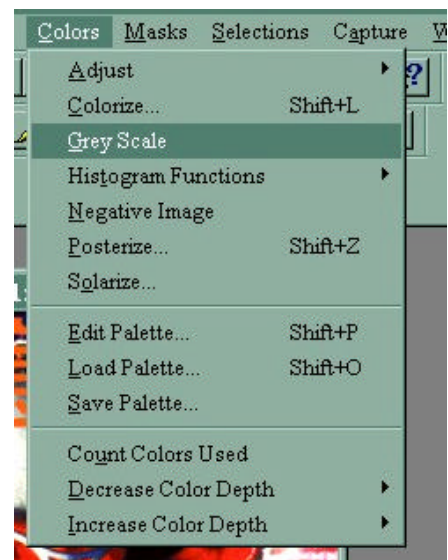 Colors Masks Selections Capture
?
Adjust
Colorize... Shift+L
Grey Scale
Histogram Functions
Negative Image
Posterize... Shift+Z
Solarize...
Edit Palette... Shift+P
Load Palette... Shift+O
Save Palette...
Count Colors Used
Decrease Color Depth
Increase Color Depth